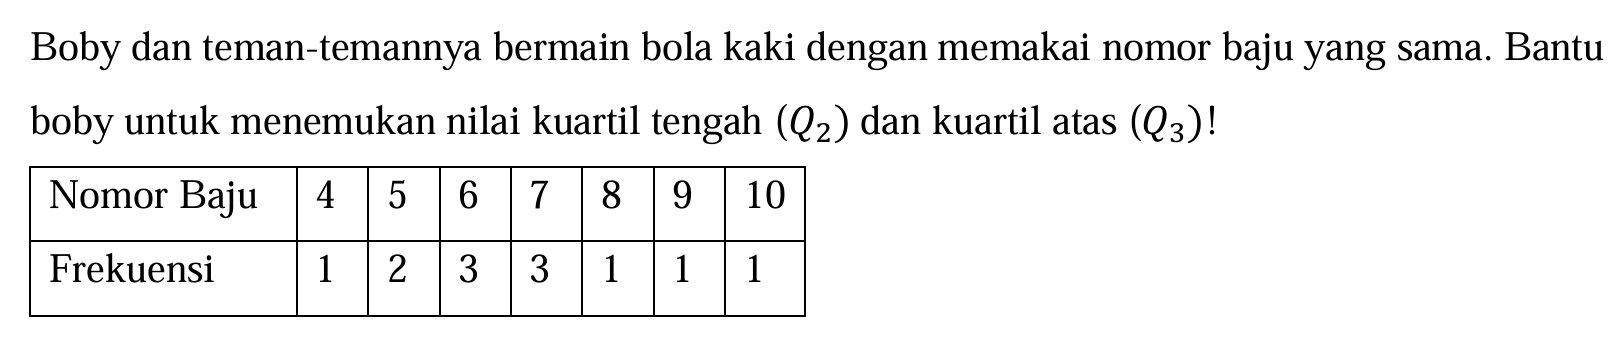 Boby dan teman-temannya bermain bola kaki dengan memakai nomor baju yang sama. Bantu
boby untuk menemukan nilai kuartil tengah (Q₂) dan kuartil atas (Q₃)!
Nomor Baju 4 5 6 7 8 9 10
Frekuensi 1 2 3 3 1 1 1